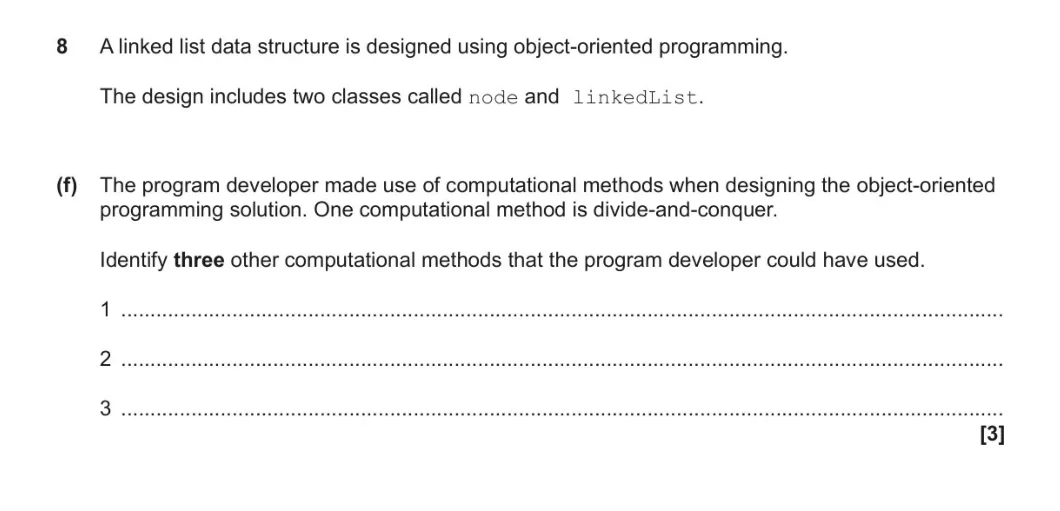 8 A linked list data structure is designed using object-oriented programming.
The design includes two classes called node and linkedList.
(f) The program developer made use of computational methods when designing the object-oriented
programming solution. One computational method is divide-and-conquer.
Identify three other computational methods that the program developer could have used.
1 ..........................................................................................................................
2 ..........................................................................................................................
3 ..........................................................................................................................
[3]